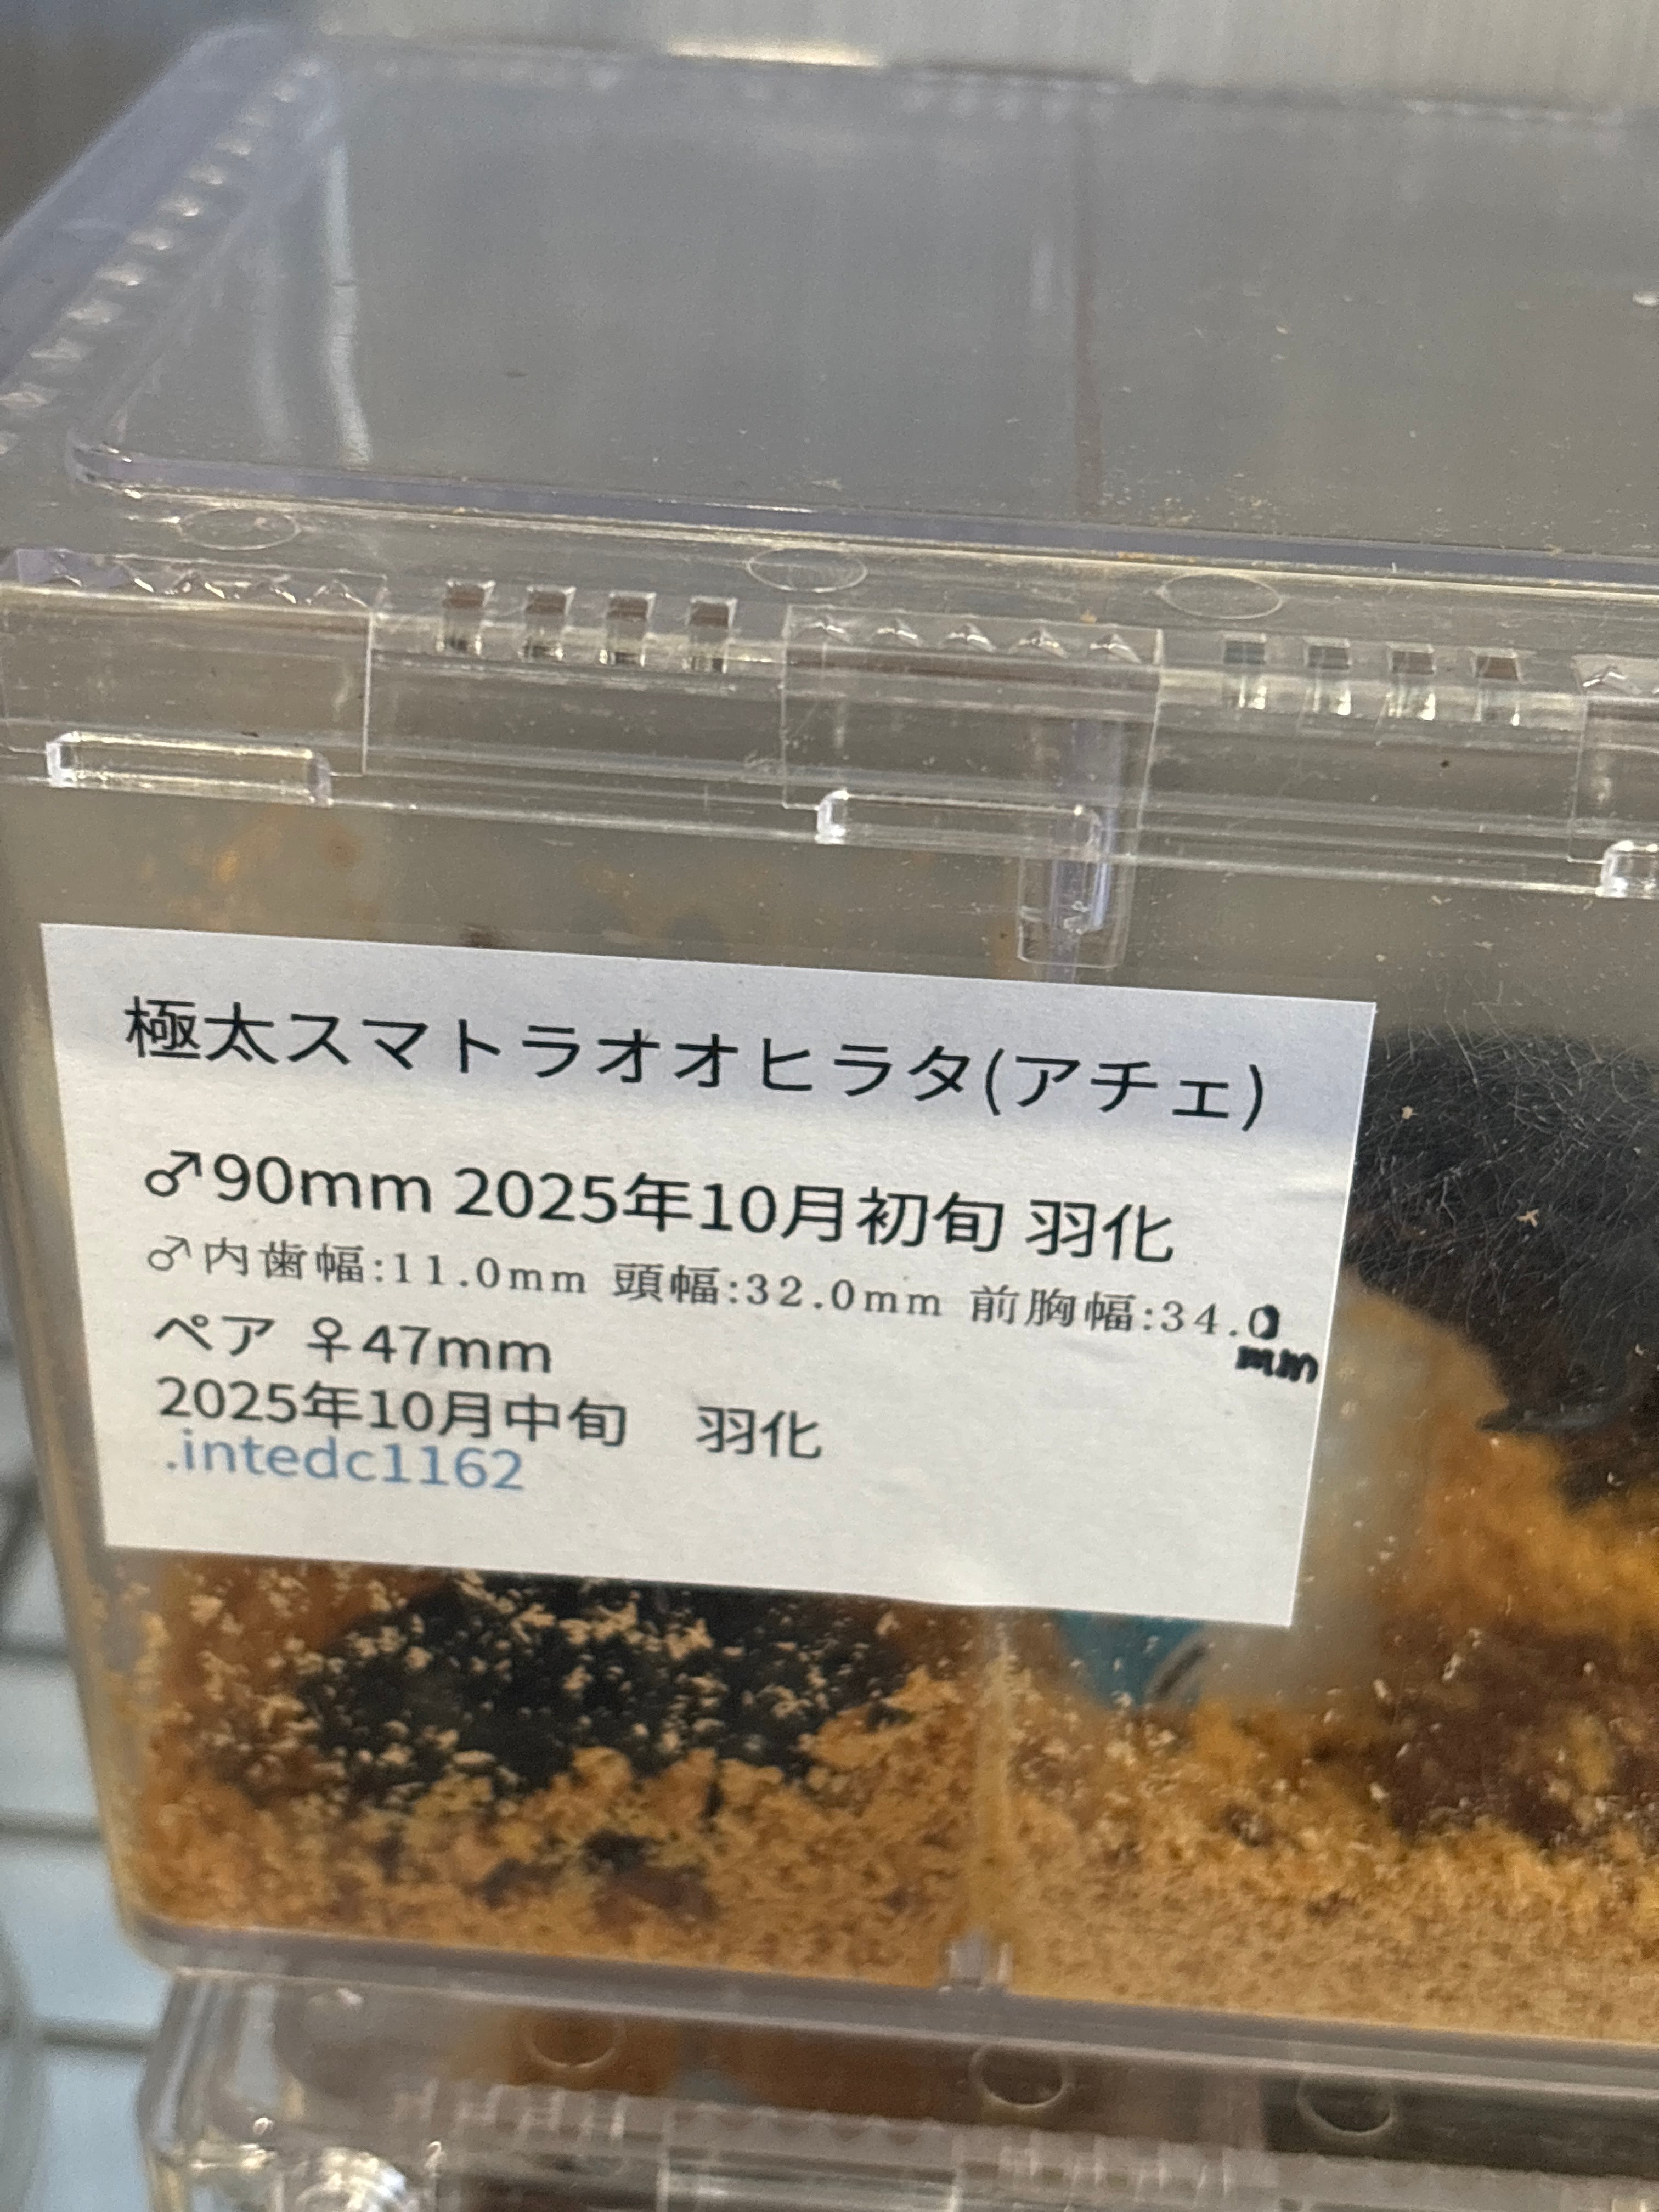 極太スマトラオオヒラタ(アチェ)
♂90mm 2025年10月初旬 羽化
♂内歯幅:11.0mm 頭幅:32.0mm 前胸幅:34.0
mm
ペア ♀47mm
2025年10月中旬　羽化
.intedc1162